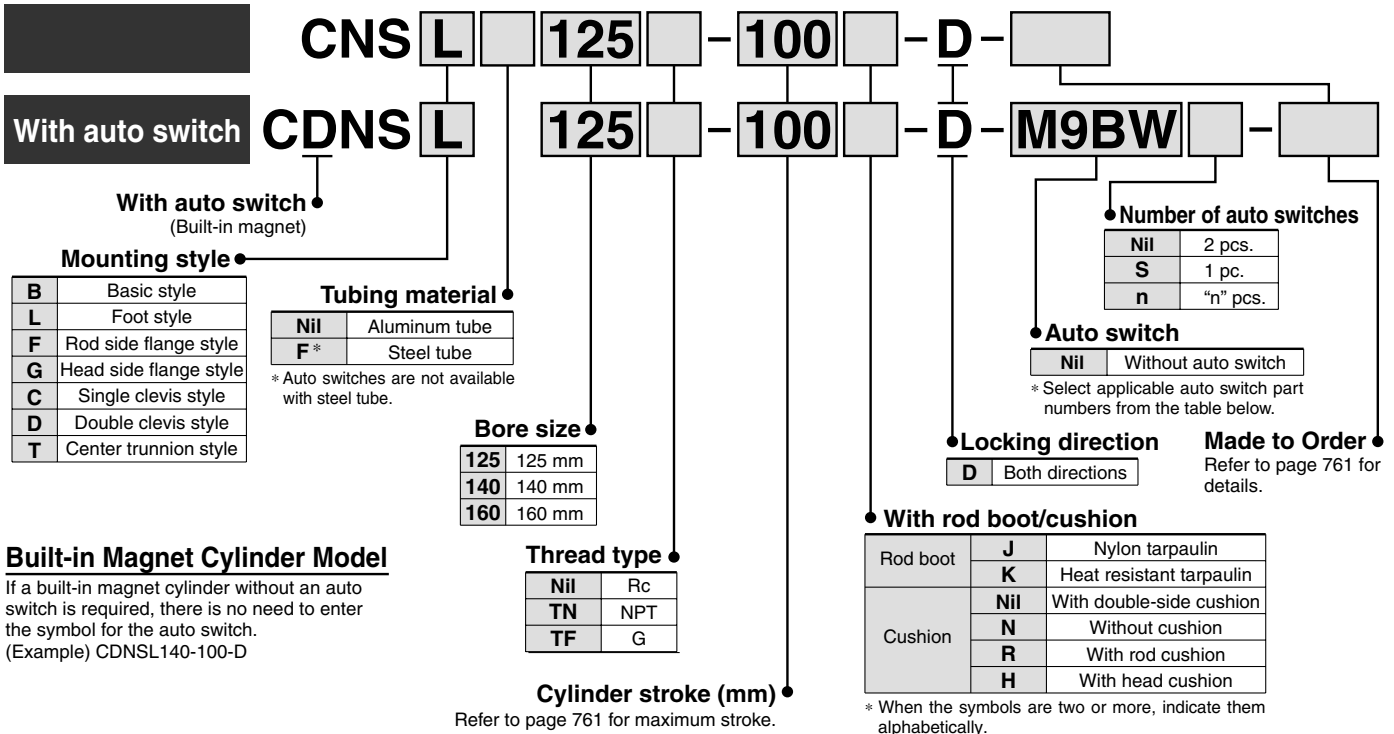 CNS L 125 - 100 - D -
With auto switch CDNS L 125 - 100 - D - M9BW -
With auto switch
(Built-in magnet)
Mounting style
B Basic style
L Foot style
F Rod side flange style
G Head side flange style
C Single clevis style
D Double clevis style
T Center trunnion style
Tubing material
Nil Aluminum tube
F* Steel tube
* Auto switches are not available
with steel tube.
Bore size
125 125 mm
140 140 mm
160 160 mm
Thread type
Nil Rc
TN NPT
TF G
Cylinder stroke (mm)
Refer to page 761 for maximum stroke.
Number of auto switches
Nil 2 pcs.
S 1 pc.
n “n” pcs.
Auto switch
Nil Without auto switch
* Select applicable auto switch part
numbers from the table below.
Locking direction
D Both directions
Made to Order
Refer to page 761 for
details.
With rod boot/cushion
Rod boot J Nylon tarpaulin
K Heat resistant tarpaulin
Cushion Nil With double-side cushion
N Without cushion
R With rod cushion
H With head cushion
* When the symbols are two or more, indicate them
alphabetically.
Built-in Magnet Cylinder Model
If a built-in magnet cylinder without an auto
switch is required, there is no need to enter
the symbol for the auto switch.
(Example) CDNSL140-100-D